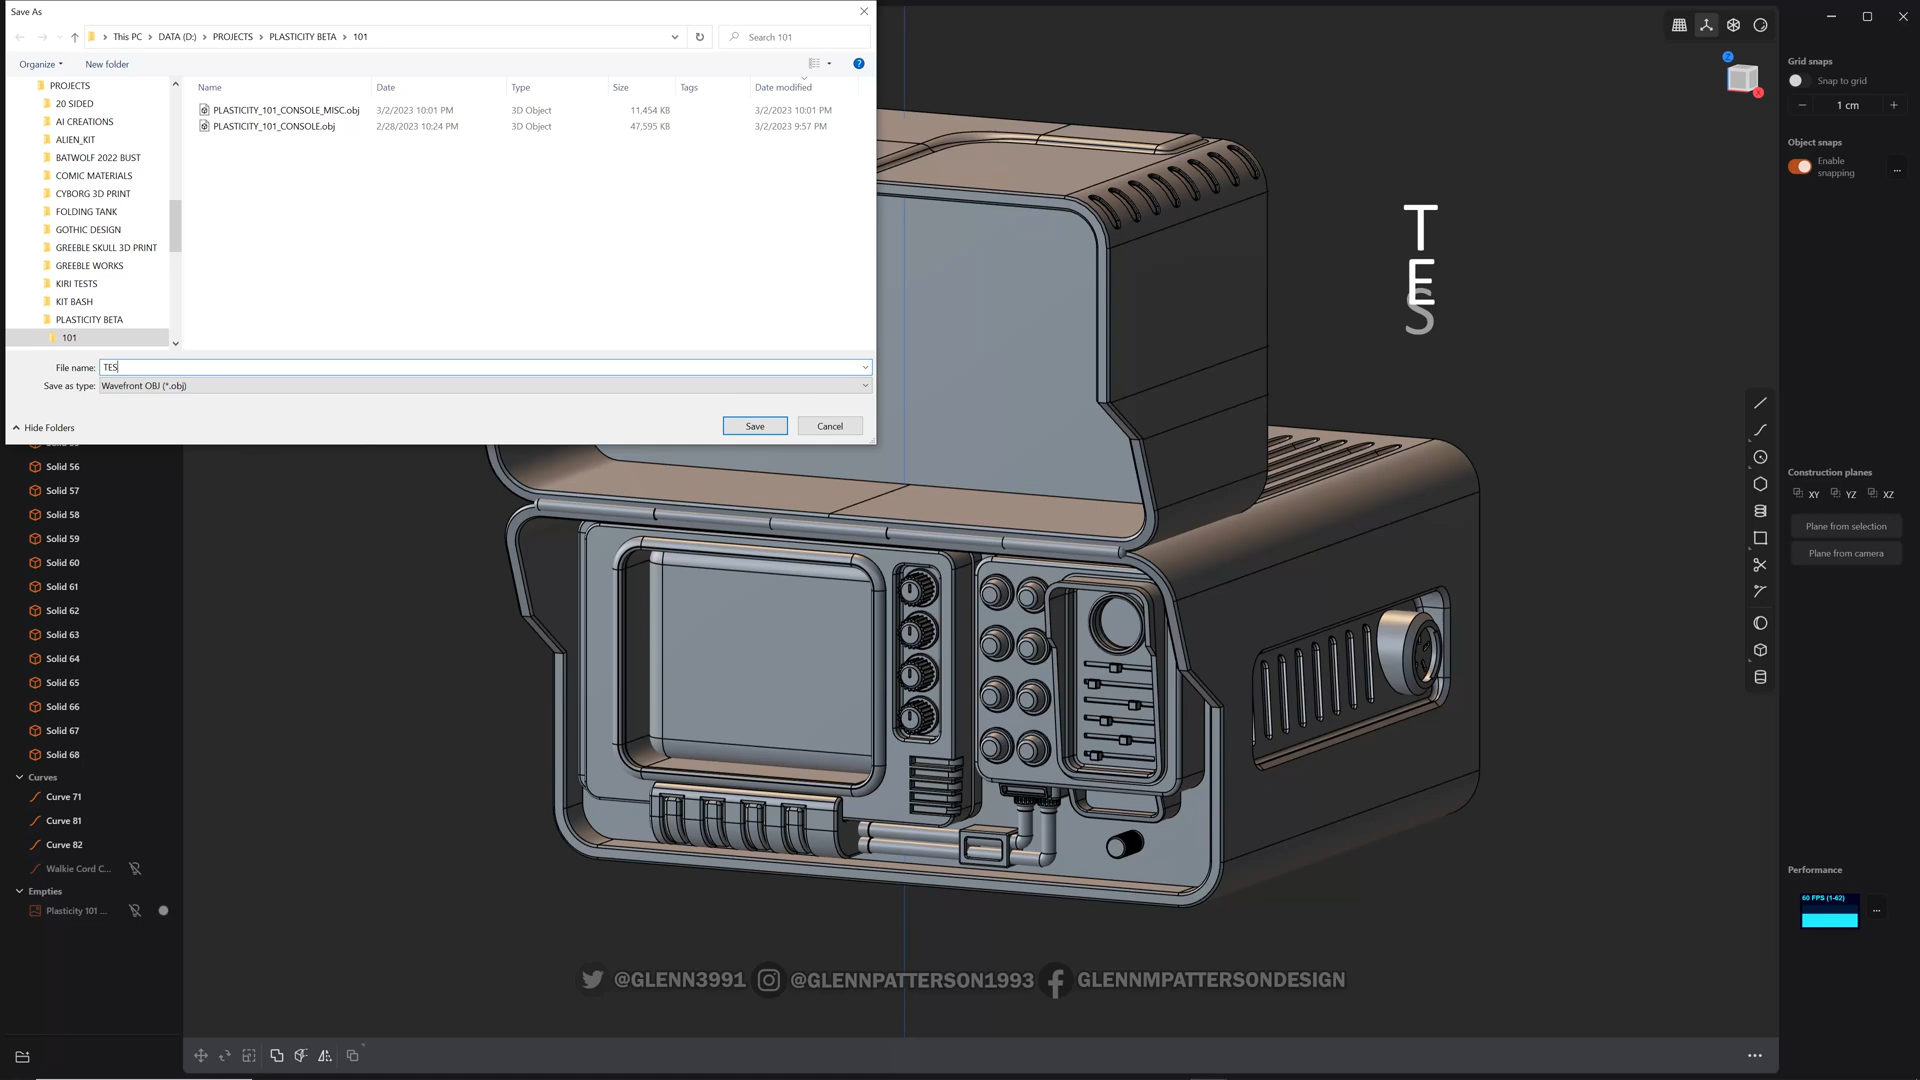 Save As
This PC > DATA (D:) > PROJECTS > PLASTICITY BETA > 101
Search 101
Organize
New folder
Name
Date
Type
Size
Tags
Date modified
PLASTICITY_101_CONSOLE_MISC.obj 3/2/2023 10:01 PM 3D Object 11,454 KB 3/2/2023 10:01 PM
PLASTICITY_101_CONSOLE.obj 2/28/2023 10:24 PM 3D Object 47,595 KB 3/2/2023 9:57 PM
PROJECTS
20 SIDED
AI CREATIONS
ALIEN_KIT
BATWOLF 2022 BUST
COMIC MATERIALS
CYBORG 3D PRINT
FOLDING TANK
GOTHIC DESIGN
GREEBLE SKULL 3D PRINT
GREEBLE WORKS
KIRI TESTS
KIT BASH
PLASTICITY BETA
101
File name: TES
Save as type: Wavefront OBJ (*.obj)
Hide Folders
Save
Cancel
Solid 56
Solid 57
Solid 58
Solid 59
Solid 60
Solid 61
Solid 62
Solid 63
Solid 64
Solid 65
Solid 66
Solid 67
Solid 68
Curves
Curve 71
Curve 81
Curve 82
Walkie Cord C...
Empties
Plasticity 101 ...
T
E
S
@GLENN3991 @GLENNPATTERSON1993 GLENNMPATTERSONDESIGN
Z
X
Grid snaps
Snap to grid
1 cm
Object snaps
Enable
snapping
...
Construction planes
XY YZ XZ
Plane from selection
Plane from camera
Performance
60 FPS (1-62)
...